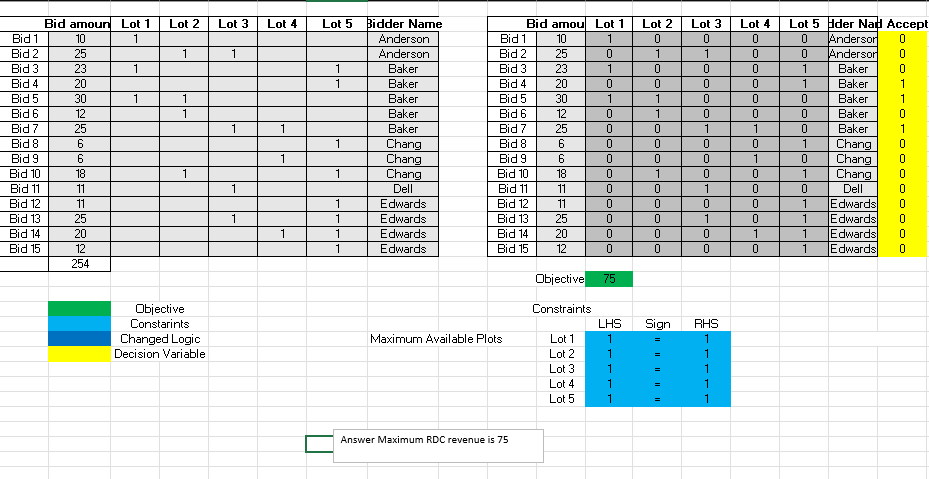 Bid amoun Lot 1 Lot 2 Lot 3 Lot 4 Lot 5 Bidder Name Bid amou Lot 1 Lot 2 Lot 3 Lot 4 Lot 5 dder Nar d Accept
Bid 1 10 1 Anderson Bid 1 10 1 0 0 0 0 Anderson 0
Bid 2 25 1 1 Anderson Bid 2 25 0 1 1 0 0 Anderson 0
Bid 3 23 1 1 Baker Bid 3 23 1 0 0 0 1 Baker 0
Bid 4 20 1 Baker Bid 4 20 0 0 0 0 1 Baker 1
Bid 5 30 1 1 Baker Bid 5 30 1 1 0 0 0 Baker 1
Bid 6 12 1 Baker Bid 6 12 0 1 0 0 0 Baker 0
Bid 7 25 1 1 Baker Bid 7 25 0 0 1 1 0 Baker 1
Bid 8 6 1 Chang Bid 8 6 0 0 0 0 1 Chang 0
Bid 9 6 1 Chang Bid 9 6 0 0 0 1 0 Chang 0
Bid 10 18 1 1 Chang Bid 10 18 0 1 0 0 1 Chang 0
Bid 11 11 1 Dell Bid 11 11 0 0 1 0 0 Dell 0
Bid 12 11 1 Edwards Bid 12 11 0 0 0 0 1 Edwards 0
Bid 13 25 1 1 Edwards Bid 13 25 0 0 1 0 1 Edwards 0
Bid 14 20 1 1 Edwards Bid 14 20 0 0 0 1 1 Edwards 0
Bid 15 12 1 Edwards Bid 15 12 0 0 0 0 1 Edwards 0
254
Objective 75
Objective Constraints
Constarints LHS Sign RHS
Changed Logic Maximum Available Plots Lot 1 1 = 1
Decision Variable Lot 2 1 = 1
Lot 3 1 = 1
Lot 4 1 = 1
Lot 5 1 = 1
Answer Maximum RDC revenue is 75